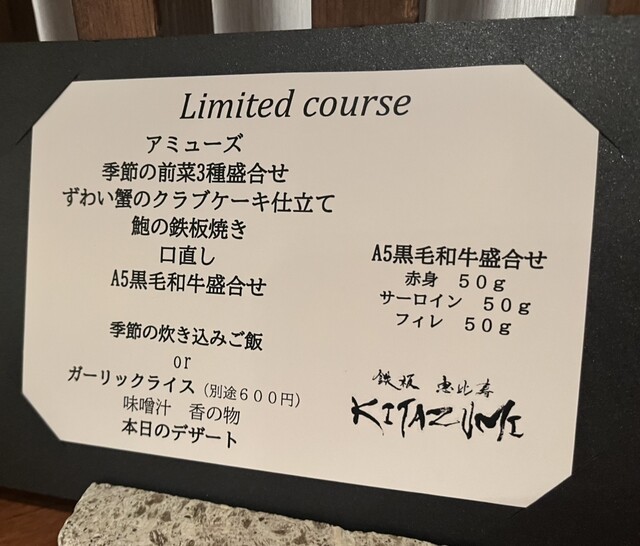 Limited course
アミューズ
季節の前菜3種盛合せ
ずわい蟹のクラブケーキ仕立て
鮑の鉄板焼き
口直し
A5黒毛和牛盛合せ
季節の炊き込みご飯
or
ガーリックライス（別途６００円）
味噌汁　香の物
本日のデザート
A5黒毛和牛盛合せ
赤身　５０ｇ
サーロイン　５０ｇ
フィレ　５０ｇ
鉄板 恵比寿
KITAZUMI